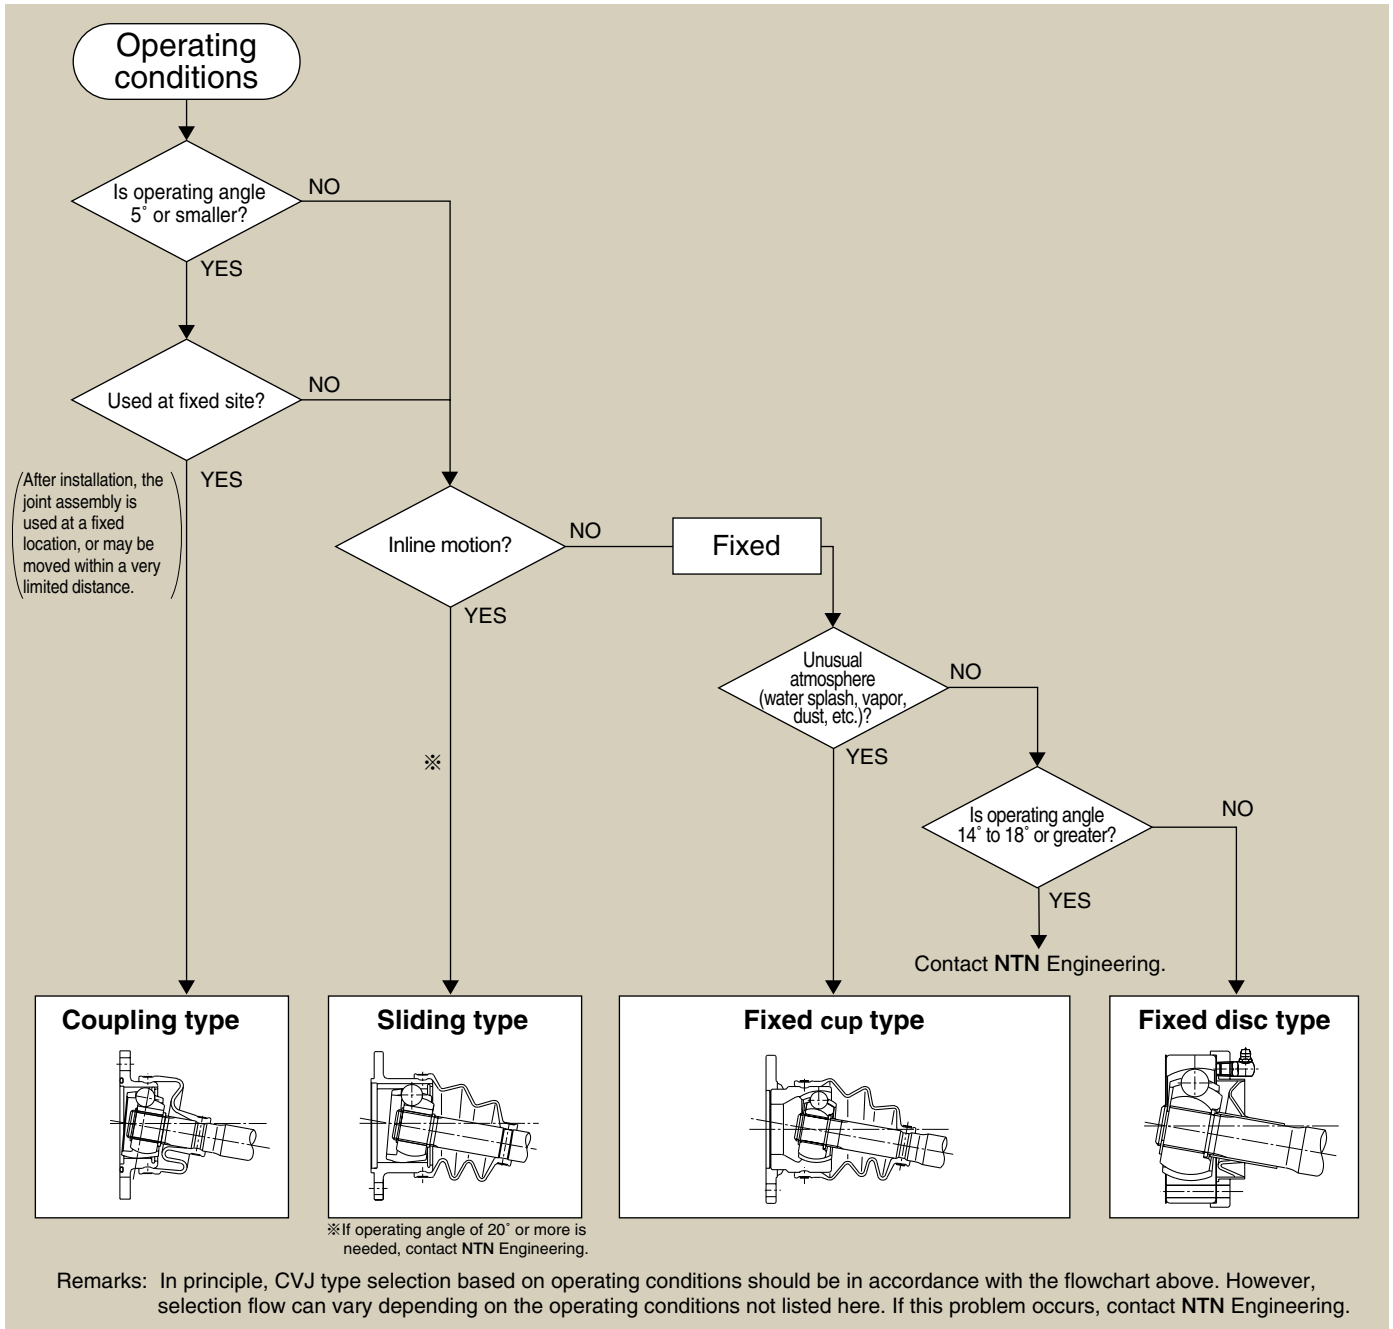 Operating
conditions
Is operating angle
5˚ or smaller?
NO
YES
Used at fixed site?
NO
YES
(After installation, the
joint assembly is
used at a fixed
location, or may be
moved within a very
limited distance.)
Inline motion?
NO
YES
Fixed
Unusual
atmosphere
(water splash, vapor,
dust, etc.)?
NO
YES
※
Is operating angle
14˚ to 18˚ or greater?
NO
YES
Contact NTN Engineering.
Coupling type
Sliding type
Fixed cup type
Fixed disc type
※If operating angle of 20˚ or more is
needed, contact NTN Engineering.
Remarks: In principle, CVJ type selection based on operating conditions should be in accordance with the flowchart above. However,
selection flow can vary depending on the operating conditions not listed here. If this problem occurs, contact NTN Engineering.